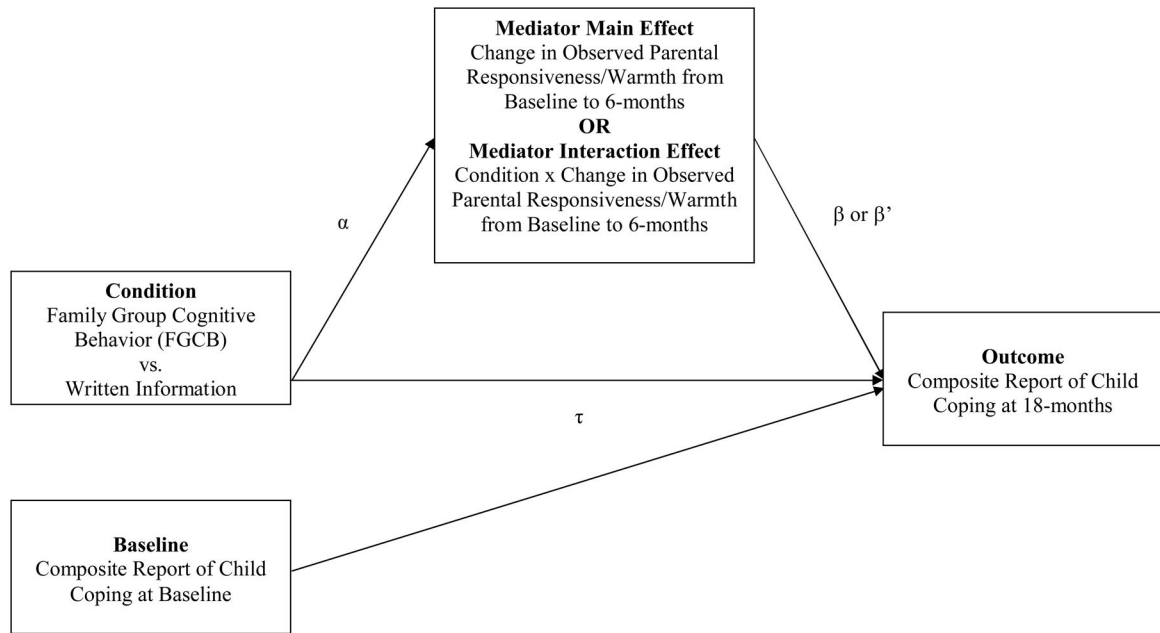 Mediator Main Effect
Change in Observed Parental
Responsiveness/Warmth from
Baseline to 6-months
OR
Mediator Interaction Effect
Condition x Change in Observed
Parental Responsiveness/Warmth
from Baseline to 6-months
α
β or β’
Condition
Family Group Cognitive
Behavior (FGCB)
vs.
Written Information
Outcome
Composite Report of Child
Coping at 18-months
τ
Baseline
Composite Report of Child
Coping at Baseline